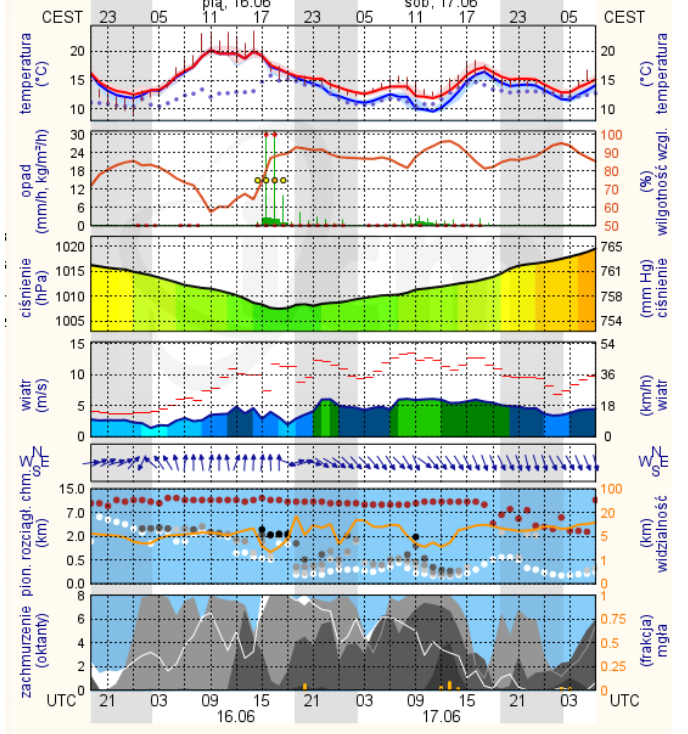 pią, 16.06 sob, 17.06
CEST 23 05 11 17 23 05 11 17 23 05 CEST
temperatura
(°C)
20
15
10
20
15
10
(°C)
temperatura
opad
(mm/h, kg/m²/h)
30
24
18
12
6
0
100
90
80
70
60
50
(%)
wilgotność wzgl.
ciśnienie
(hPa)
1020
1015
1010
1005
765
761
758
754
(mm Hg)
ciśnienie
wiatr
(m/s)
15
10
5
0
54
36
18
0
(km/h)
wiatr
N
W E
S
N
W E
S
pion. rozciągł. chm.
(km)
15.0
7.0
2.0
0.5
0.0
100
20
5
1
0
(km)
widzialność
zachmurzenie
(oktanty)
8
6
4
2
0
1
0.75
0.5
0.25
0
(frakcja)
mgła
UTC 21 03 09 15 21 03 09 15 21 03 UTC
16.06 17.06